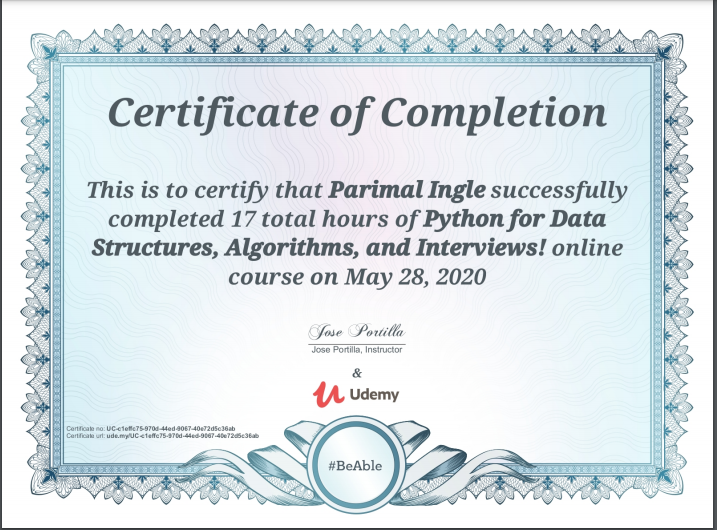 Certificate of Completion
This is to certify that Parimal Ingle successfully
completed 17 total hours of Python for Data
Structures, Algorithms, and Interviews! online
course on May 28, 2020
Jose Portilla
Jose Portilla, Instructor
&
Udemy
Certificate no: UC-c1effc75-970d-44ed-9067-40e72d5c36ab
Certificate url: ude.my/UC-c1effc75-970d-44ed-9067-40e72d5c36ab
#BeAble